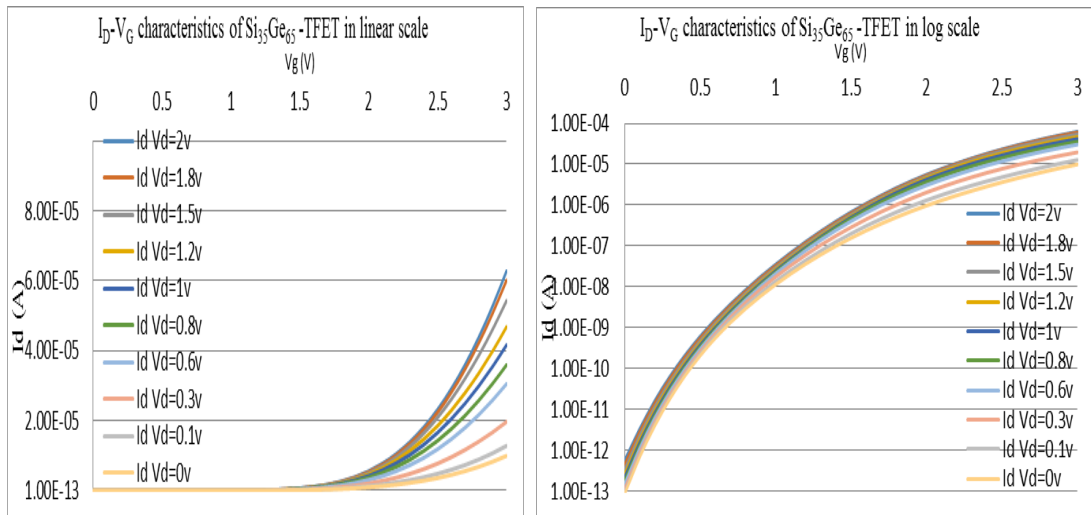 I_D-V_G characteristics of Si₃₅Ge₆₅-TFET in linear scale
Vg (V)
0 0.5 1 1.5 2 2.5 3
Id Vd=2v
Id Vd=1.8v
Id Vd=1.5v
Id Vd=1.2v
Id Vd=1v
Id Vd=0.8v
Id Vd=0.6v
Id Vd=0.3v
Id Vd=0.1v
Id Vd=0v
8.00E-05
6.00E-05
4.00E-05
2.00E-05
1.00E-13
Id (A)
I_D-V_G characteristics of Si₃₅Ge₆₅-TFET in log scale
Vg (V)
0 0.5 1 1.5 2 2.5 3
1.00E-04
1.00E-05
1.00E-06
1.00E-07
1.00E-08
1.00E-09
1.00E-10
1.00E-11
1.00E-12
1.00E-13
Id (A)
Id Vd=2v
Id Vd=1.8v
Id Vd=1.5v
Id Vd=1.2v
Id Vd=1v
Id Vd=0.8v
Id Vd=0.6v
Id Vd=0.3v
Id Vd=0.1v
Id Vd=0v